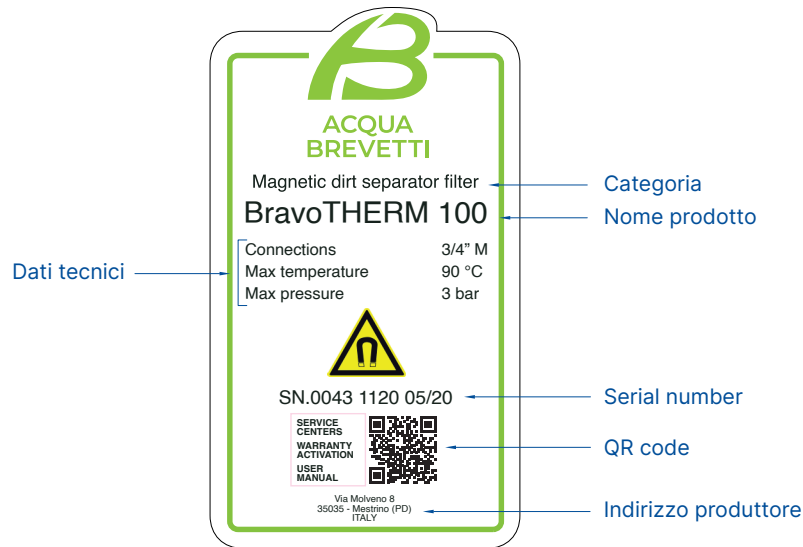 ACQUA
BREVETTI
Magnetic dirt separator filter
Categoria
BravoTHERM 100
Nome prodotto
Dati tecnici
Connections 3/4” M
Max temperature 90 °C
Max pressure 3 bar
SN.0043 1120 05/20
Serial number
SERVICE
CENTERS
WARRANTY
ACTIVATION
USER
MANUAL
QR code
Via Molveno 8
35035 - Mestrino (PD)
ITALY
Indirizzo produttore